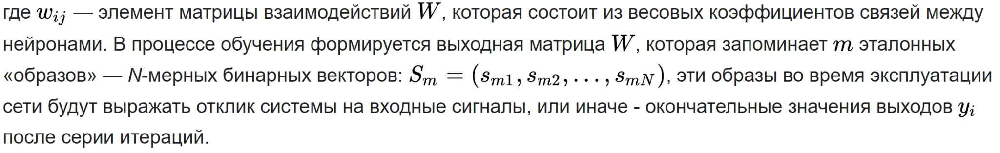 где w_{ij} — элемент матрицы взаимодействий W, которая состоит из весовых коэффициентов связей между
нейронами. В процессе обучения формируется выходная матрица W, которая запоминает m эталонных
«образов» — N-мерных бинарных векторов: S_m = (s_{m1}, s_{m2}, . . . , s_{mN}), эти образы во время эксплуатации
сети будут выражать отклик системы на входные сигналы, или иначе - окончательные значения выходов y_i
после серии итераций.